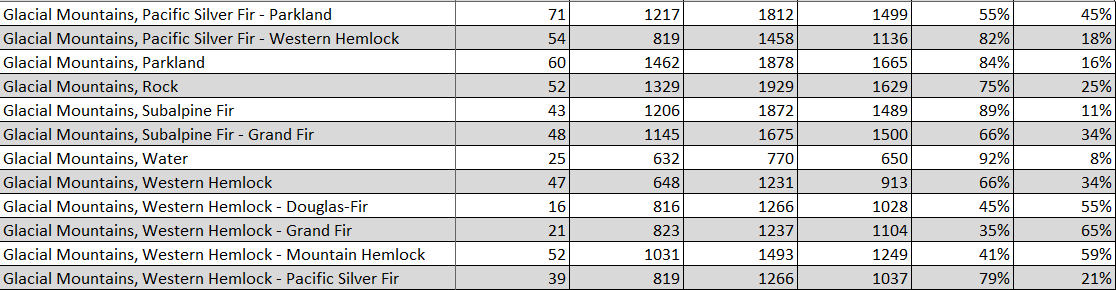 Glacial Mountains, Pacific Silver Fir - Parkland 71 1217 1812 1499 55% 45%
Glacial Mountains, Pacific Silver Fir - Western Hemlock 54 819 1458 1136 82% 18%
Glacial Mountains, Parkland 60 1462 1878 1665 84% 16%
Glacial Mountains, Rock 52 1329 1929 1629 75% 25%
Glacial Mountains, Subalpine Fir 43 1206 1872 1489 89% 11%
Glacial Mountains, Subalpine Fir - Grand Fir 48 1145 1675 1500 66% 34%
Glacial Mountains, Water 25 632 770 650 92% 8%
Glacial Mountains, Western Hemlock 47 648 1231 913 66% 34%
Glacial Mountains, Western Hemlock - Douglas-Fir 16 816 1266 1028 45% 55%
Glacial Mountains, Western Hemlock - Grand Fir 21 823 1237 1104 35% 65%
Glacial Mountains, Western Hemlock - Mountain Hemlock 52 1031 1493 1249 41% 59%
Glacial Mountains, Western Hemlock - Pacific Silver Fir 39 819 1266 1037 79% 21%